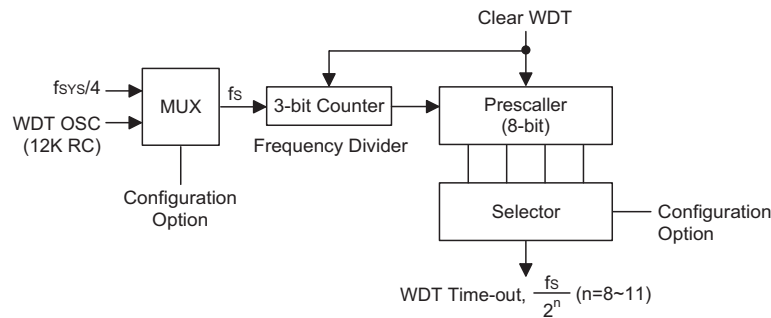 Clear WDT
fSYS/4
WDT OSC
(12K RC)
MUX
fS
3-bit Counter
Frequency Divider
Prescaller
(8-bit)
Configuration
Option
Selector
Configuration
Option
WDT Time-out, fS/2^n (n=8~11)